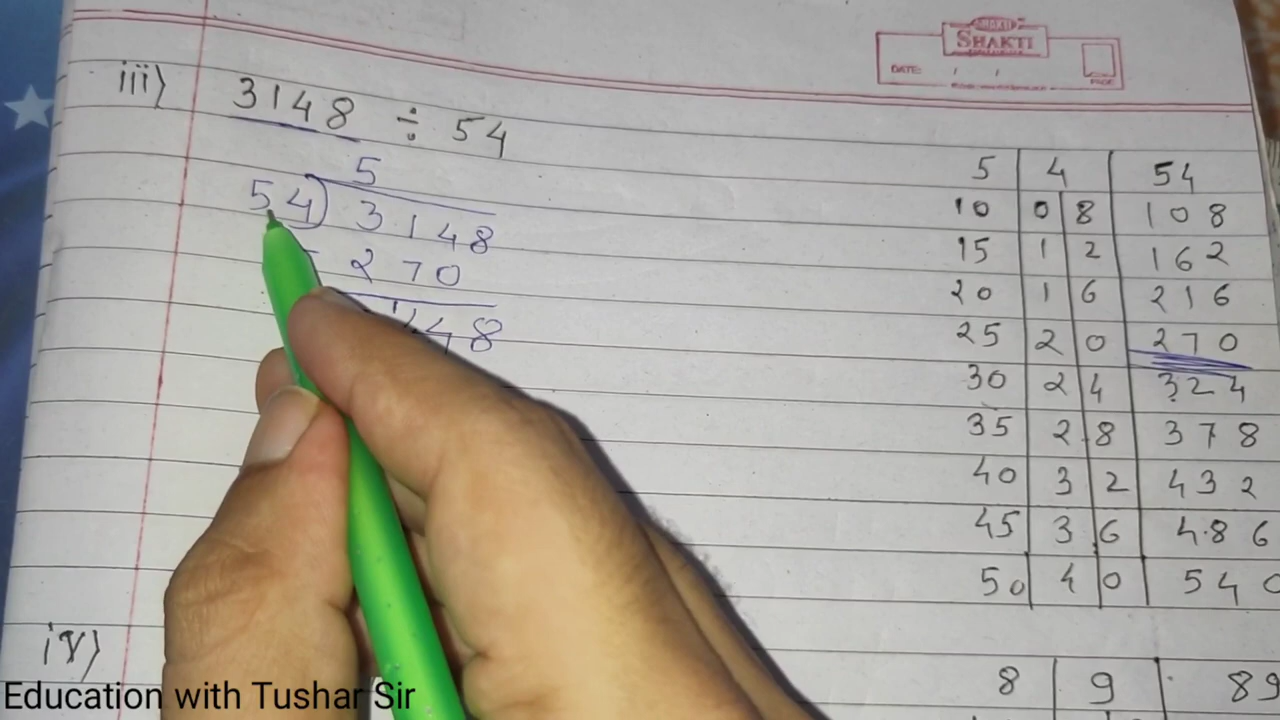 SHAKTI
SHAKTI
DATE: / /
PAGE
iii) 3148 ÷ 54
5
54) 3148
- 270
448
5 4 54
10 0 8 108
15 1 2 162
20 1 6 216
25 2 0 270
30 2 4 324
35 2 8 378
40 3 2 432
45 3 6 486
50 4 0 540
iv)
8 9 89
Education with Tushar Sir